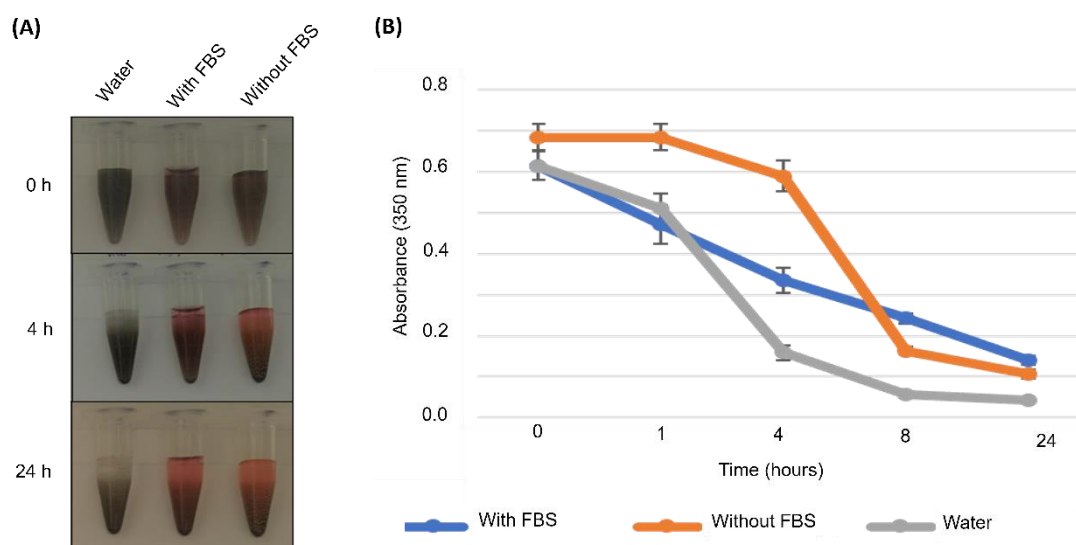 (A)
Water
With FBS
Without FBS
0 h
4 h
24 h
(B)
Absorbance (350 nm)
0.8
0.6
0.4
0.2
0.0
0
1
4
8
24
Time (hours)
With FBS
Without FBS
Water